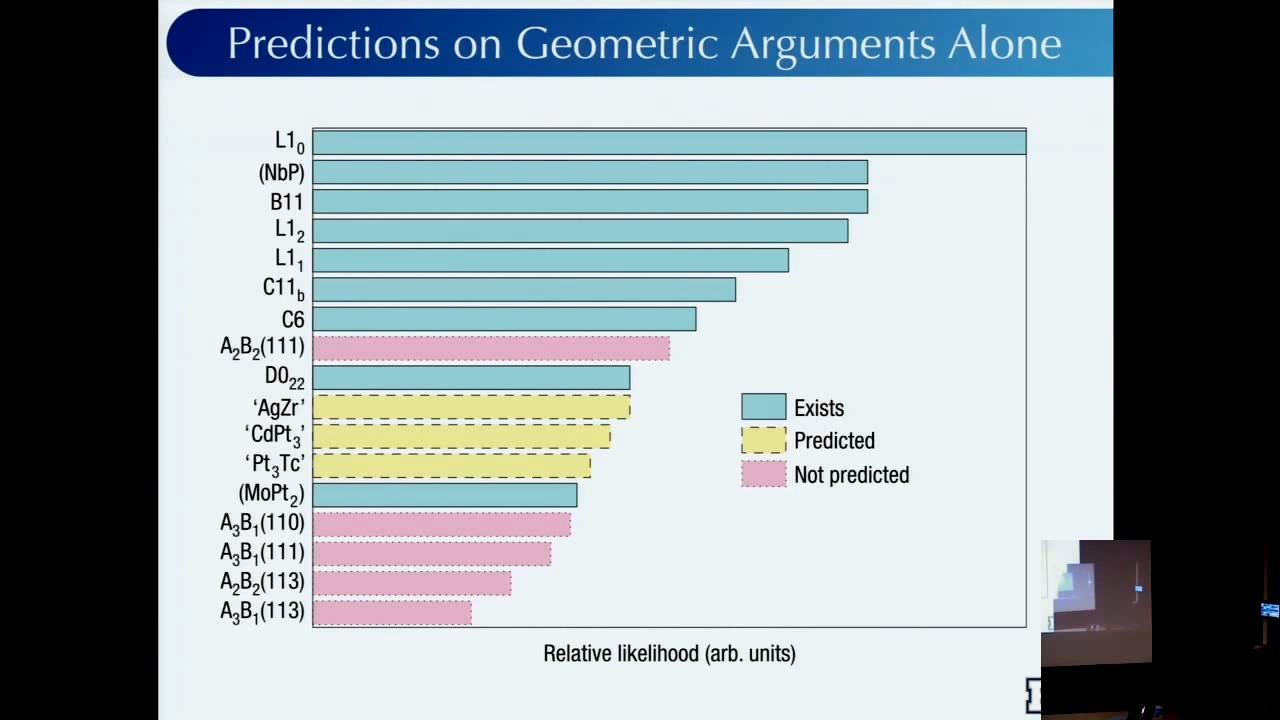 Predictions on Geometric Arguments Alone
L1₀
(NbP)
B11
L1₂
L1₁
C11b
C6
A₂B₂(111)
D0₂₂
‘AgZr’
‘CdPt₃’
‘Pt₃Tc’
(MoPt₂)
A₃B₁(110)
A₃B₁(111)
A₂B₂(113)
A₃B₁(113)
Exists
Predicted
Not predicted
Relative likelihood (arb. units)